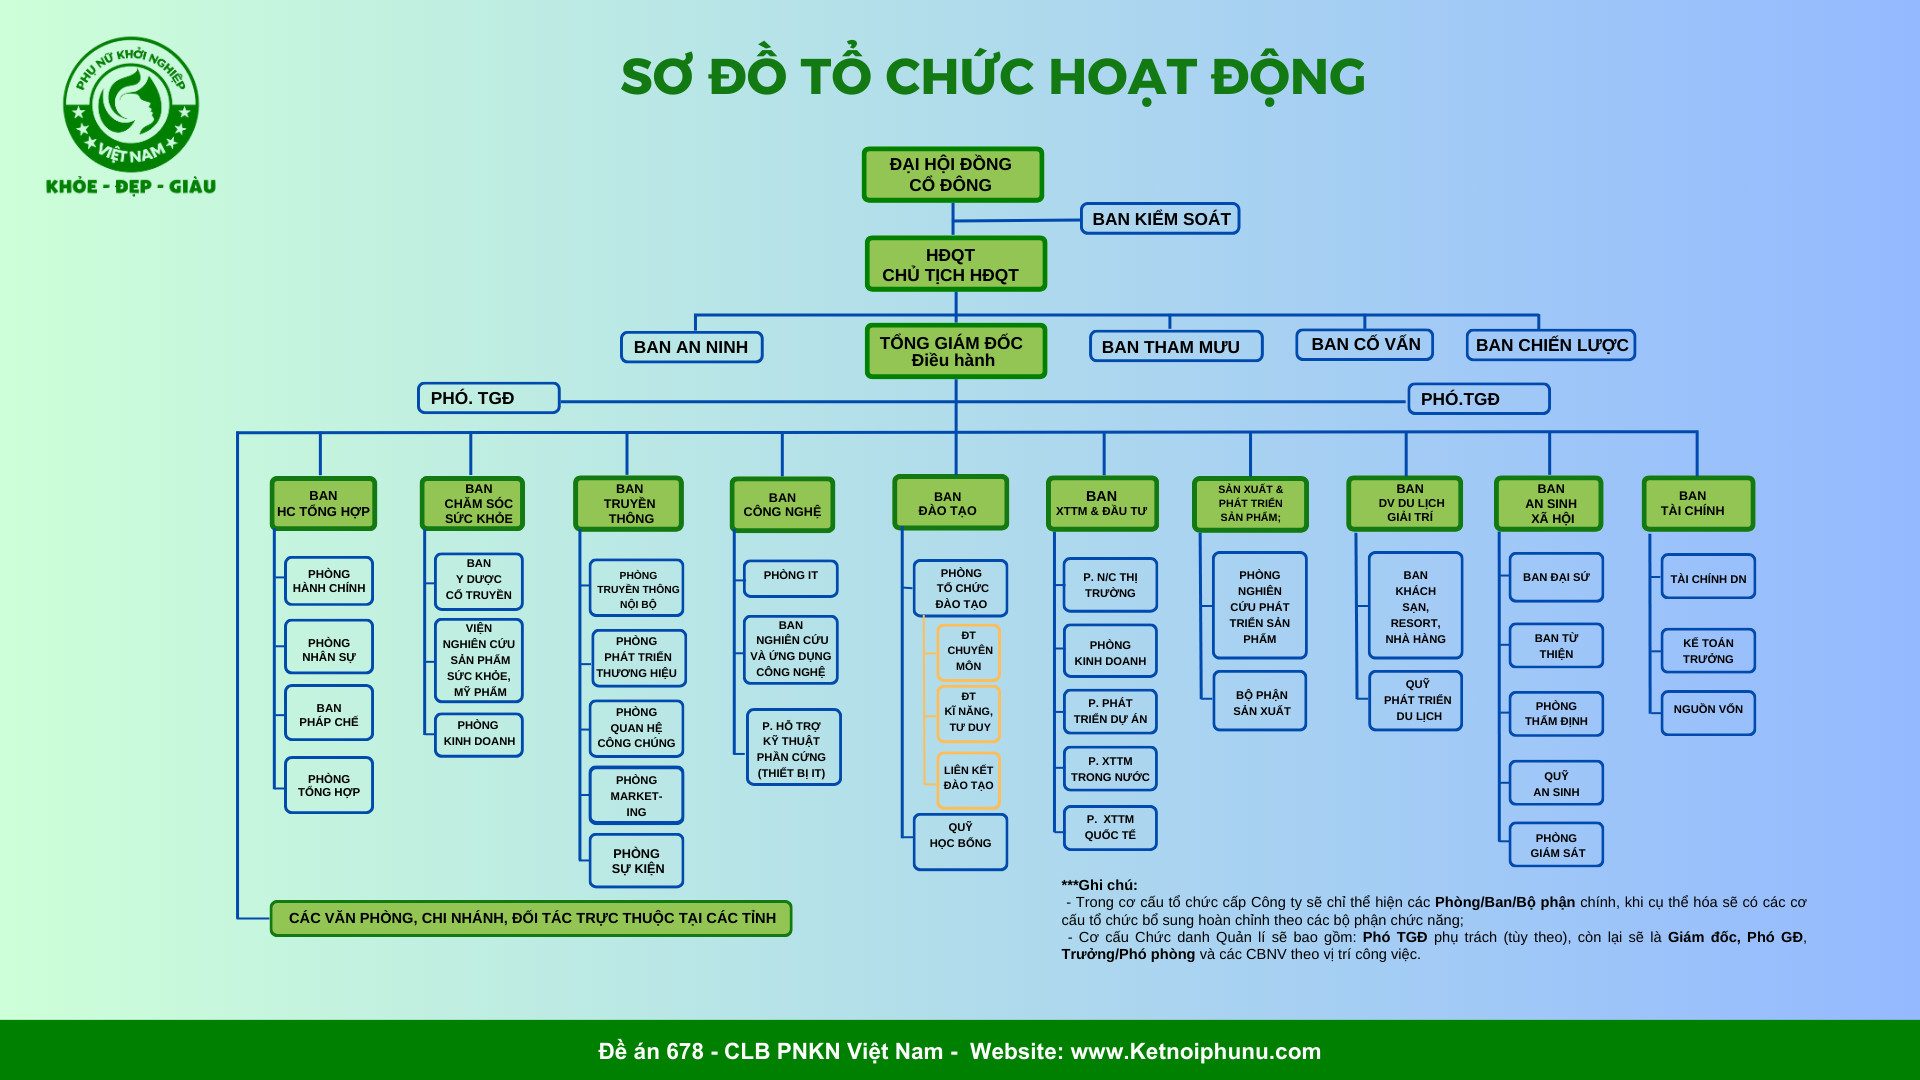 PHỤ NỮ KHỞI NGHIỆP
VIỆT NAM
KHỎE - ĐẸP - GIÀU
SƠ ĐỒ TỔ CHỨC HOẠT ĐỘNG
ĐẠI HỘI ĐỒNG
CỔ ĐÔNG
BAN KIỂM SOÁT
HĐQT
CHỦ TỊCH HĐQT
BAN AN NINH
TỔNG GIÁM ĐỐC
Điều hành
BAN THAM MƯU
BAN CỐ VẤN
BAN CHIẾN LƯỢC
PHÓ. TGĐ
PHÓ.TGĐ
BAN
HC TỔNG HỢP
PHÒNG
HÀNH CHÍNH
PHÒNG
NHÂN SỰ
BAN
PHÁP CHẾ
PHÒNG
TỔNG HỢP
BAN
CHĂM SÓC
SỨC KHỎE
BAN
Y DƯỢC
CỔ TRUYỀN
VIỆN
NGHIÊN CỨU
SẢN PHẨM
SỨC KHỎE,
MỸ PHẨM
PHÒNG
KINH DOANH
BAN
TRUYỀN
THÔNG
PHÒNG
TRUYỀN THÔNG
NỘI BỘ
PHÒNG
PHÁT TRIỂN
THƯƠNG HIỆU
PHÒNG
QUAN HỆ
CÔNG CHÚNG
PHÒNG
MARKET-
ING
PHÒNG
SỰ KIỆN
BAN
CÔNG NGHỆ
PHÒNG IT
BAN
NGHIÊN CỨU
VÀ ỨNG DỤNG
CÔNG NGHỆ
P. HỖ TRỢ
KỸ THUẬT
PHẦN CỨNG
(THIẾT BỊ IT)
BAN
ĐÀO TẠO
PHÒNG
TỔ CHỨC
ĐÀO TẠO
ĐT
CHUYÊN
MÔN
ĐT
KĨ NĂNG,
TƯ DUY
LIÊN KẾT
ĐÀO TẠO
QUỸ
HỌC BỔNG
BAN
XTTM & ĐẦU TƯ
P. N/C THỊ
TRƯỜNG
PHÒNG
KINH DOANH
P. PHÁT
TRIỂN DỰ ÁN
P. XTTM
TRONG NƯỚC
P. XTTM
QUỐC TẾ
SẢN XUẤT &
PHÁT TRIỂN
SẢN PHẨM;
PHÒNG
NGHIÊN
CỨU PHÁT
TRIỂN SẢN
PHẨM
BỘ PHẬN
SẢN XUẤT
BAN
DV DU LỊCH
GIẢI TRÍ
BAN
KHÁCH
SẠN,
RESORT,
NHÀ HÀNG
QUỸ
PHÁT TRIỂN
DU LỊCH
BAN
AN SINH
XÃ HỘI
BAN ĐẠI SỨ
BAN TỪ
THIỆN
PHÒNG
THẨM ĐỊNH
QUỸ
AN SINH
PHÒNG
GIÁM SÁT
BAN
TÀI CHÍNH
TÀI CHÍNH DN
KẾ TOÁN
TRƯỞNG
NGUỒN VỐN
CÁC VĂN PHÒNG, CHI NHÁNH, ĐỐI TÁC TRỰC THUỘC TẠI CÁC TỈNH
***Ghi chú:
- Trong cơ cấu tổ chức cấp Công ty sẽ chỉ thể hiện các Phòng/Ban/Bộ phận chính, khi cụ thể hóa sẽ có các cơ
cấu tổ chức bổ sung hoàn chỉnh theo các bộ phận chức năng;
- Cơ cấu Chức danh Quản lí sẽ bao gồm: Phó TGĐ phụ trách (tùy theo), còn lại sẽ là Giám đốc, Phó GĐ,
Trưởng/Phó phòng và các CBNV theo vị trí công việc.
Đề án 678 - CLB PNKN Việt Nam - Website: www.Ketnoiphunu.com